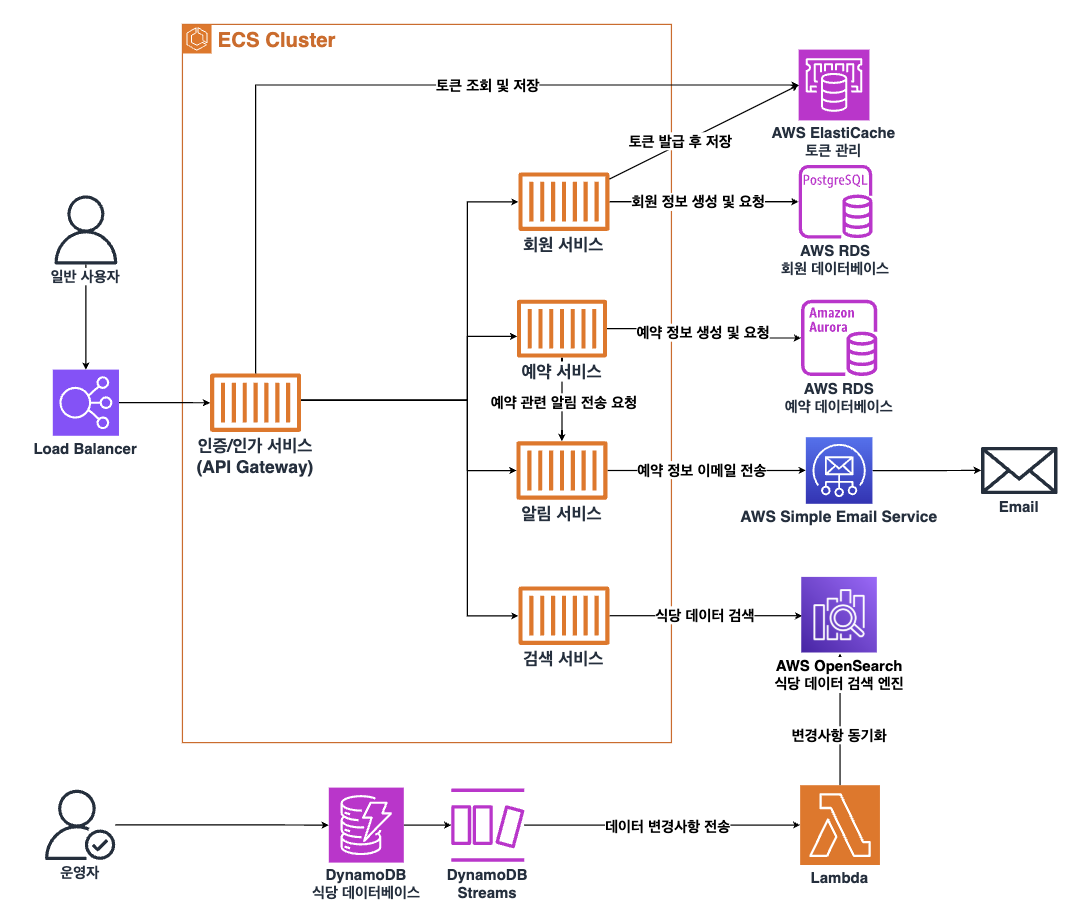 ECS Cluster
토큰 조회 및 저장
AWS ElastiCache
토큰 관리
토큰 발급 후 저장
PostgreSQL
회원 정보 생성 및 요청
회원 서비스
AWS RDS
회원 데이터베이스
일반 사용자
Amazon
Aurora
예약 정보 생성 및 요청
예약 서비스
AWS RDS
예약 데이터베이스
예약 관련 알림 전송 요청
Load Balancer
인증/인가 서비스
(API Gateway)
예약 정보 이메일 전송
알림 서비스
AWS Simple Email Service
Email
식당 데이터 검색
검색 서비스
AWS OpenSearch
식당 데이터 검색 엔진
변경사항 동기화
데이터 변경사항 전송
운영자
DynamoDB
식당 데이터베이스
DynamoDB
Streams
Lambda